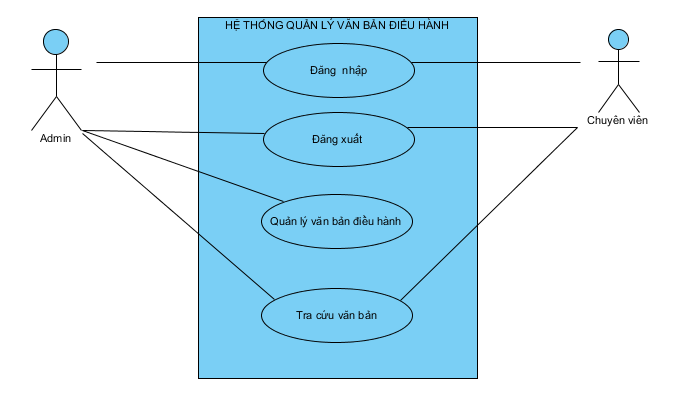 HỆ THỐNG QUẢN LÝ VĂN BẢN ĐIỀU HÀNH
Đăng nhập
Chuyên viên
Admin
Đăng xuất
Quản lý văn bản điều hành
Tra cứu văn bản